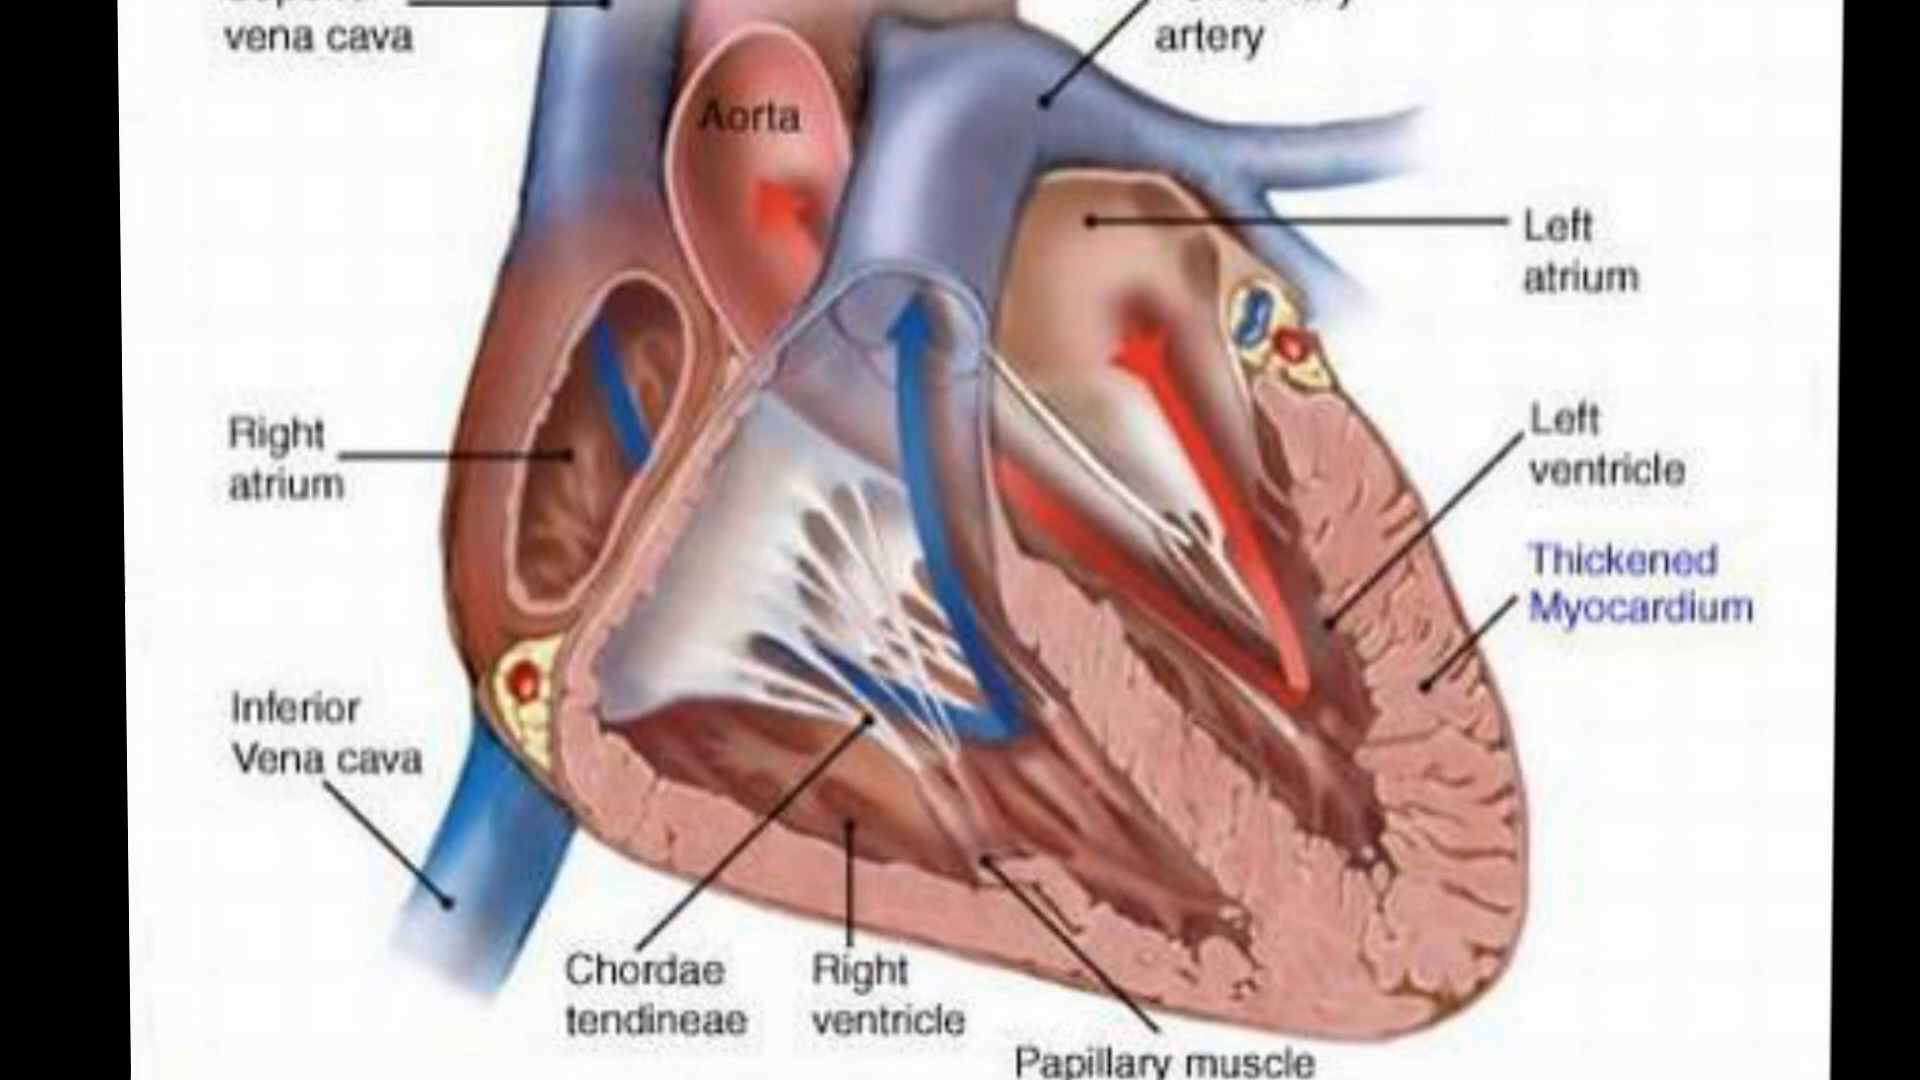 vena cava
artery
Aorta
Left
atrium
Right
atrium
Left
ventricle
Thickened
Myocardium
Inferior
Vena cava
Chordae
tendineae
Right
ventricle
Papillary muscle